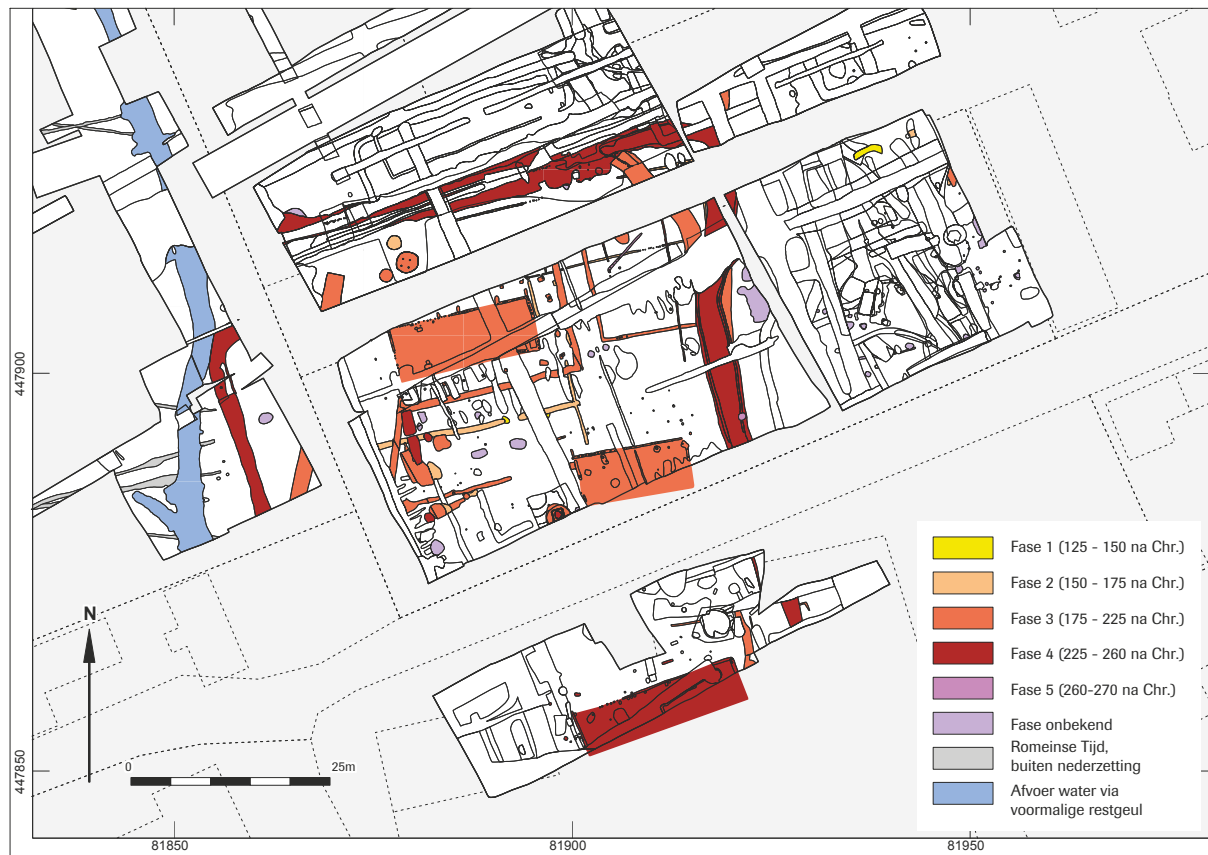 447900
447850
N
0
25m
Fase 1 (125 - 150 na Chr.)
Fase 2 (150 - 175 na Chr.)
Fase 3 (175 - 225 na Chr.)
Fase 4 (225 - 260 na Chr.)
Fase 5 (260-270 na Chr.)
Fase onbekend
Romeinse Tijd,
buiten nederzetting
Afvoer water via
voormalige restgeul
81850
81900
81950